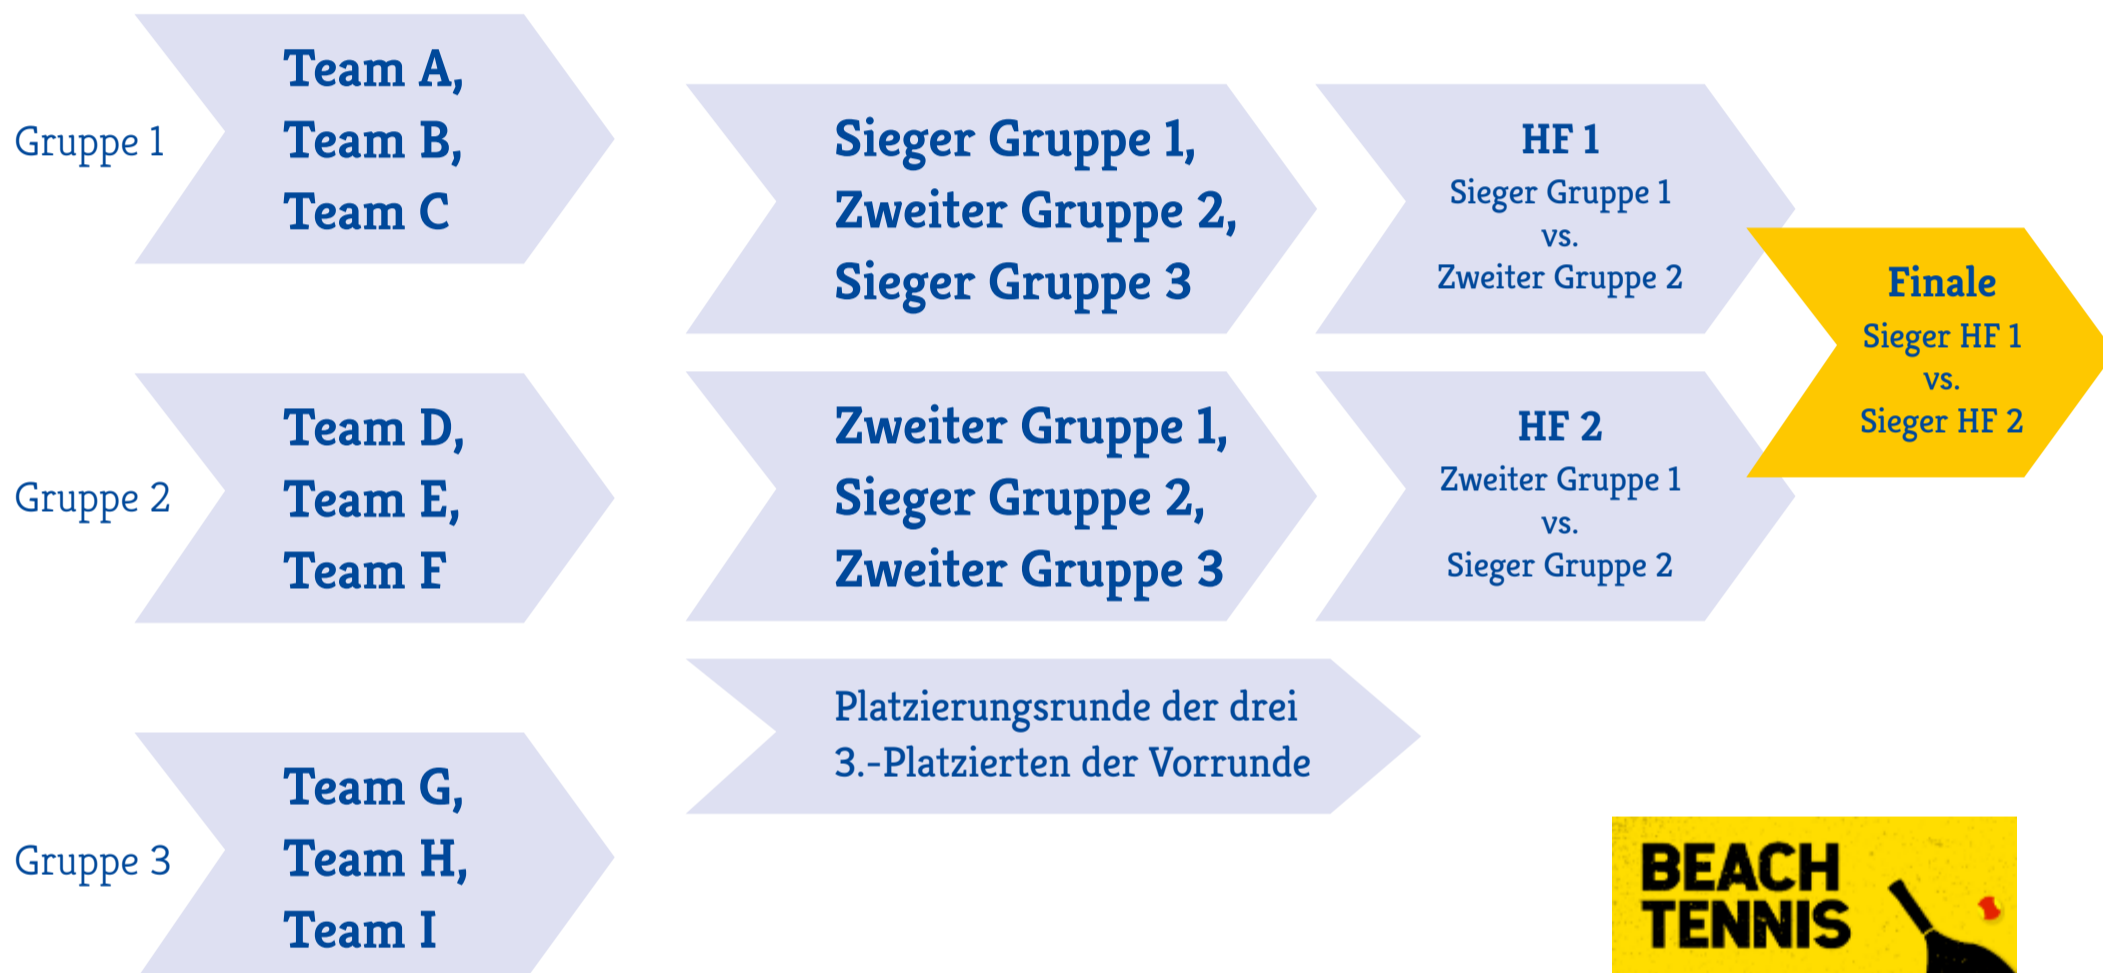 Gruppe 1
Team A,
Team B,
Team C
Gruppe 2
Team D,
Team E,
Team F
Gruppe 3
Team G,
Team H,
Team I
Sieger Gruppe 1,
Zweiter Gruppe 2,
Sieger Gruppe 3
Zweiter Gruppe 1,
Sieger Gruppe 2,
Zweiter Gruppe 3
Platzierungsrunde der drei
3.-Platzierten der Vorrunde
HF 1
Sieger Gruppe 1
vs.
Zweiter Gruppe 2
HF 2
Zweiter Gruppe 1
vs.
Sieger Gruppe 2
Finale
Sieger HF 1
vs.
Sieger HF 2
BEACH
TENNIS